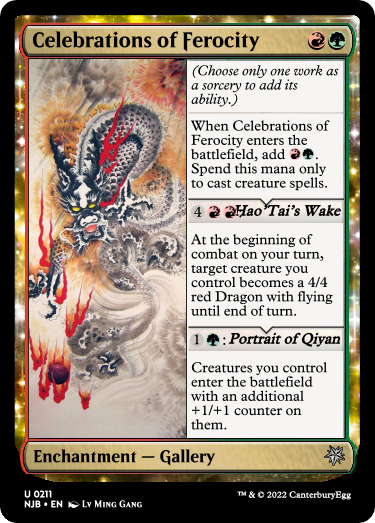 Celebrations of Ferocity
(Choose only one work as
a sorcery to add its
ability.)
When Celebrations of
Ferocity enters the
battlefield, add
Spend this mana only
to cast creature spells.
4 Hao'Tai's Wake
At the beginning of
combat on your turn,
target creature you
control becomes a 4/4
red Dragon with flying
until end of turn.
1 : Portrait of Qiyan
Creatures you control
enter the battlefield
with an additional
+1/+1 counter on
them.
Enchantment — Gallery
U 0211
NJB • EN Lv Ming Gang
™ & © 2022 CanterburyEgg